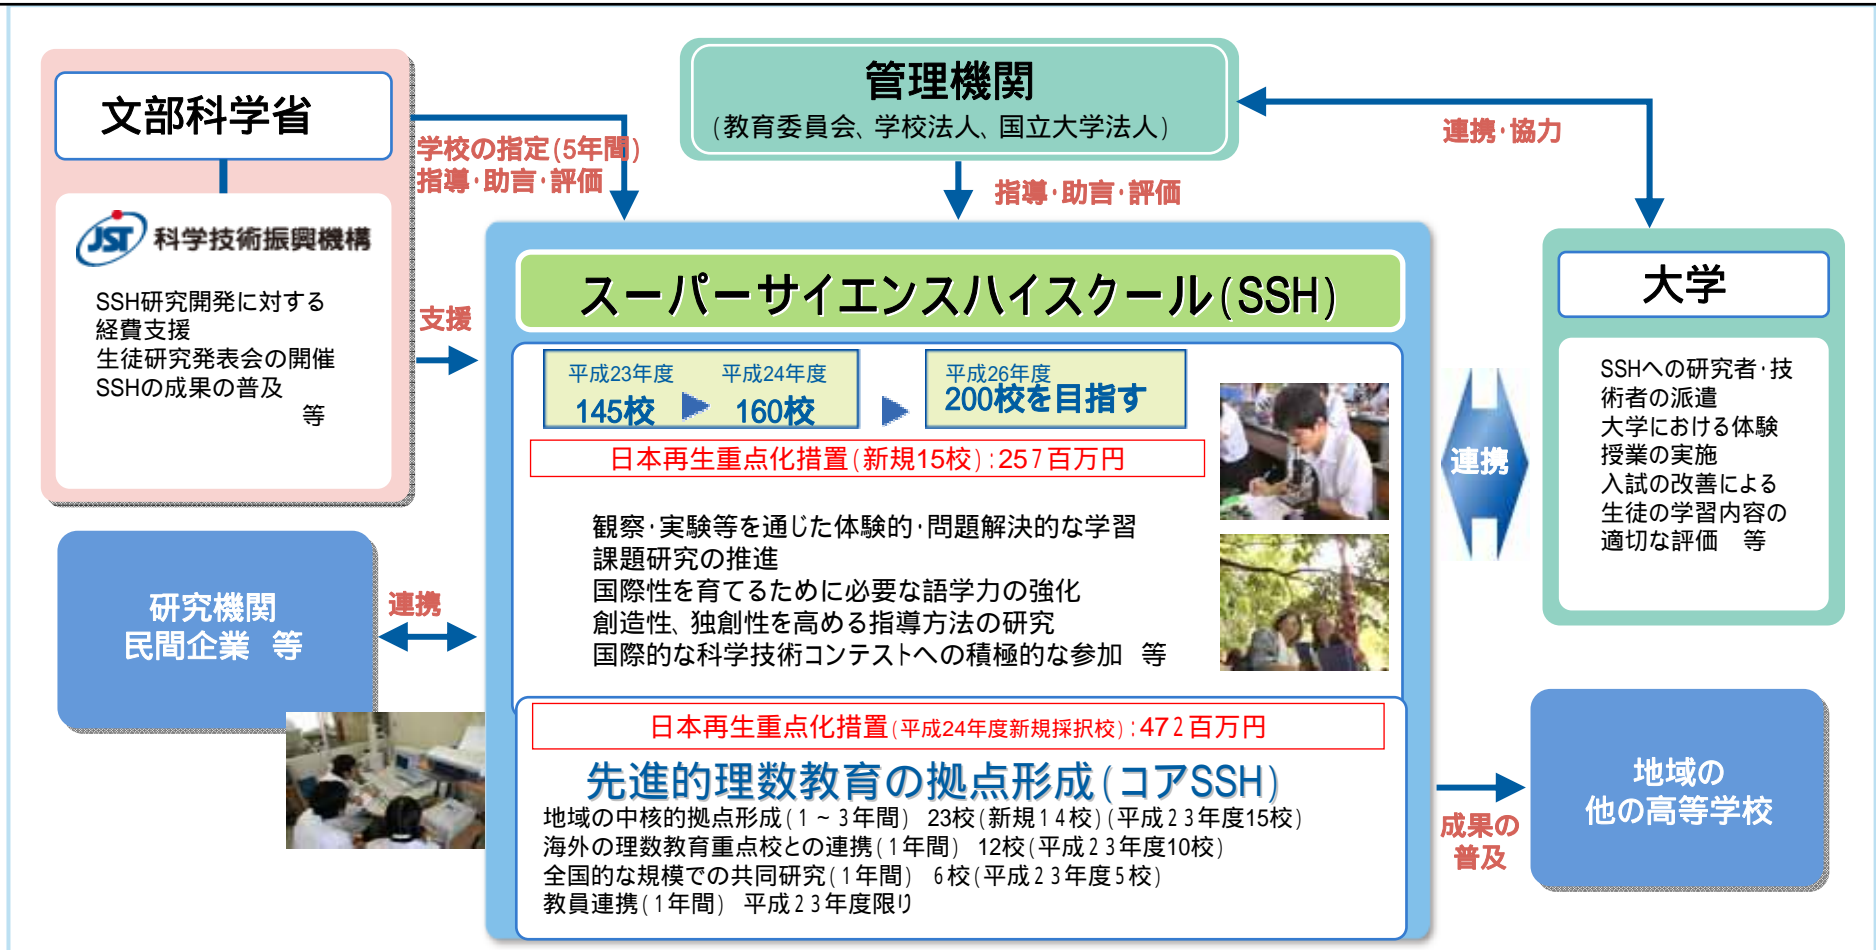 文部科学省
JST 科学技術振興機構
SSH研究開発に対する
経費支援
生徒研究発表会の開催
SSHの成果の普及
等
学校の指定(5年間)
指導・助言・評価
支援
管理機関
(教育委員会、学校法人、国立大学法人)
指導・助言・評価
連携・協力
スーパーサイエンスハイスクール(SSH)
平成23年度 平成24年度
145校 160校
平成26年度
200校を目指す
日本再生重点化措置(新規15校):257百万円
観察・実験等を通じた体験的・問題解決的な学習
課題研究の推進
国際性を育てるために必要な語学力の強化
創造性、独創性を高める指導方法の研究
国際的な科学技術コンテストへの積極的な参加 等
日本再生重点化措置(平成24年度新規採択校):472百万円
先進的理数教育の拠点形成(コアSSH)
地域の中核的拠点形成(1~3年間) 23校(新規14校)(平成23年度15校)
海外の理数教育重点校との連携(1年間) 12校(平成23年度10校)
全国的な規模での共同研究(1年間) 6校(平成23年度5校)
教員連携(1年間) 平成23年度限り
連携
大学
SSHへの研究者・技
術者の派遣
大学における体験
授業の実施
入試の改善による
生徒の学習内容の
適切な評価 等
研究機関
民間企業 等
連携
成果の
普及
地域の
他の高等学校